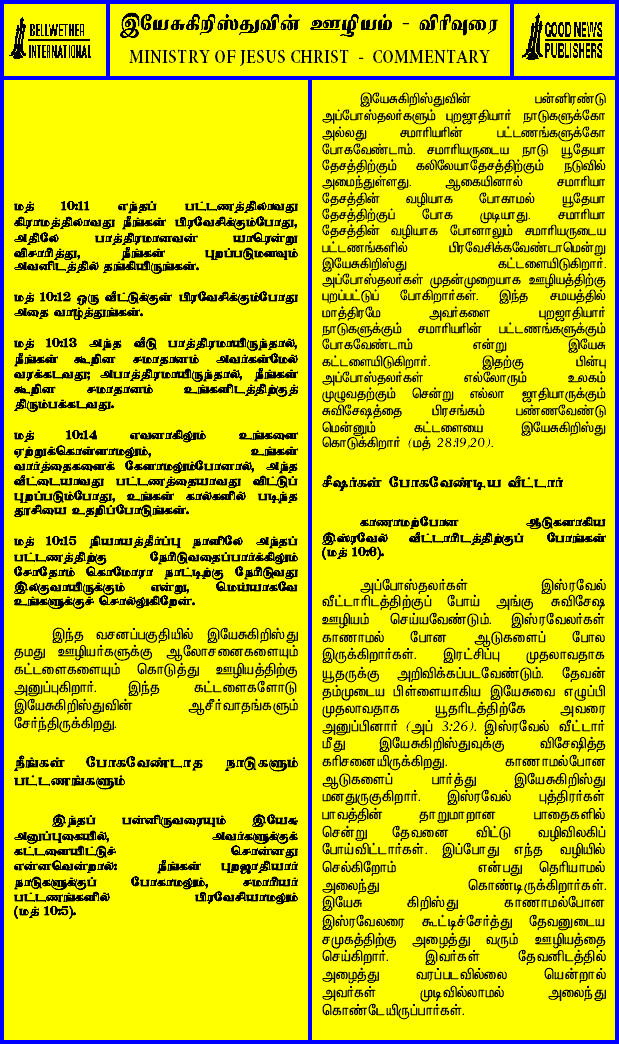 BELLWETHER
INTERNATIONAL
இயேசுகிறிஸ்துவின் ஊழியம் - விரிவுரை
MINISTRY OF JESUS CHRIST - COMMENTARY
GOOD NEWS
PUBLISHERS
மத் 10:11 எந்தப் பட்டணத்திலாவது
கிராமத்திலாவது நீங்கள் பிரவேசிக்கும்போது,
அதிலே பாத்திரமானவன் யாரென்று
விசாரித்து, நீங்கள் புறப்படுமளவும்
அவனிடத்தில் தங்கியிருங்கள்.
மத் 10:12 ஒரு வீட்டுக்குள் பிரவேசிக்கும்போது
அதை வாழ்த்துங்கள்.
மத் 10:13 அந்த வீடு பாத்திரமாயிருந்தால்,
நீங்கள் கூறின சமாதானம் அவர்கள்மேல்
வரக்கடவது; அபாத்திரமாயிருந்தால், நீங்கள்
கூறின சமாதானம் உங்களிடத்திற்குத்
திரும்பக்கடவது.
மத் 10:14 எவனாகிலும் உங்களை
ஏற்றுக்கொள்ளாமலும், உங்கள்
வார்த்தைகளைக் கேளாமலும்போனால், அந்த
வீட்டையாவது பட்டணத்தையாவது விட்டுப்
புறப்படும்போது, உங்கள் கால்களில் படிந்த
தூசியை உதறிப்போடுங்கள்.
மத் 10:15 நியாயத்தீர்ப்பு நாளிலே அந்தப்
பட்டணத்திற்கு நேரிடுவதைப்பார்க்கிலும்
சோதோம் கொமோரா நாட்டிற்கு நேரிடுவது
இலகுவாயிருக்கும் என்று, மெய்யாகவே
உங்களுக்குச் சொல்லுகிறேன்.
இந்த வசனப்பகுதியில் இயேசுகிறிஸ்து
தமது ஊழியர்களுக்கு ஆலோசனைகளையும்
கட்டளைகளையும் கொடுத்து ஊழியத்திற்கு
அனுப்புகிறார். இந்த கட்டளைகளோடு
இயேசுகிறிஸ்துவின் ஆசீர்வாதங்களும்
சேர்ந்திருக்கிறது.
நீங்கள் போகவேண்டாத நாடுகளும்
பட்டணங்களும்
இந்தப் பன்னிருவரையும் இயேசு
அனுப்புகையில், அவர்களுக்குக்
கட்டளையிட்டுச் சொன்னது
என்னவென்றால்: நீங்கள் புறஜாதியார்
நாடுகளுக்குப் போகாமலும், சமாரியர்
பட்டணங்களில் பிரவேசியாமலும்
(மத் 10:5).
இயேசுகிறிஸ்துவின் பன்னிரண்டு
அப்போஸ்தலர்களும் புறஜாதியார் நாடுகளுக்கோ
அல்லது சமாரியரின் பட்டணங்களுக்கோ
போகவேண்டாம். சமாரியருடைய நாடு யூதேயா
தேசத்திற்கும் கலிலேயாதேசத்திற்கும் நடுவில்
அமைந்துள்ளது. ஆகையினால் சமாரியா
தேசத்தின் வழியாக போகாமல் யூதேயா
தேசத்திற்குப் போக முடியாது. சமாரியா
தேசத்தின் வழியாக போனாலும் சமாரியருடைய
பட்டணங்களில் பிரவேசிக்கவேண்டாமென்று
இயேசுகிறிஸ்து கட்டளையிடுகிறார்.
அப்போஸ்தலர்கள் முதன்முறையாக ஊழியத்திற்கு
புறப்பட்டுப் போகிறார்கள். இந்த சமயத்தில்
மாத்திரமே அவர்களை புறஜாதியார்
நாடுகளுக்கும் சமாரியரின் பட்டணங்களுக்கும்
போகவேண்டாம் என்று இயேசு
கட்டளையிடுகிறார். இதற்கு பின்பு
அப்போஸ்தலர்கள் எல்லோரும் உலகம்
முழுவதற்கும் சென்று எல்லா ஜாதியாருக்கும்
சுவிசேஷத்தை பிரசங்கம் பண்ணவேண்டு
மென்னும் கட்டளையை இயேசுகிறிஸ்து
கொடுக்கிறார் (மத் 28:19,20).
சீஷர்கள் போகவேண்டிய வீட்டார்
காணாமற்போன ஆடுகளாகிய
இஸ்ரவேல் வீட்டாரிடத்திற்குப் போங்கள்
(மத் 10:6).
அப்போஸ்தலர்கள் இஸ்ரவேல்
வீட்டாரிடத்திற்குப் போய் அங்கு சுவிசேஷ
ஊழியம் செய்யவேண்டும். இஸ்ரவேலர்கள்
காணாமல் போன ஆடுகளைப் போல
இருக்கிறார்கள். இரட்சிப்பு முதலாவதாக
யூதருக்கு அறிவிக்கப்படவேண்டும். தேவன்
தம்முடைய பிள்ளையாகிய இயேசுவை எழுப்பி
முதலாவதாக யூதரிடத்திற்கே அவரை
அனுப்பினார் (அப் 3:26). இஸ்ரவேல் வீட்டார்
மீது இயேசுகிறிஸ்துவுக்கு விசேஷித்த
கரிசனையிருக்கிறது. காணாமல்போன
ஆடுகளைப் பார்த்து இயேசுகிறிஸ்து
மனதுருகுகிறார். இஸ்ரவேல் புத்திரர்கள்
பாவத்தின் தாறுமாறான பாதைகளில்
சென்று தேவனை விட்டு வழிவிலகிப்
போய்விட்டார்கள். இப்போது எந்த வழியில்
செல்கிறோம் என்பது தெரியாமல்
அலைந்து கொண்டிருக்கிறார்கள்.
இயேசு கிறிஸ்து காணாமல்போன
இஸ்ரவேலரை கூட்டிச்சேர்த்து தேவனுடைய
சமுகத்திற்கு அழைத்து வரும் ஊழியத்தை
செய்கிறார். இவர்கள் தேவனிடத்தில்
அழைத்து வரப்படவில்லை யென்றால்
அவர்கள் முடிவில்லாமல் அலைந்து
கொண்டேயிருப்பார்கள்.